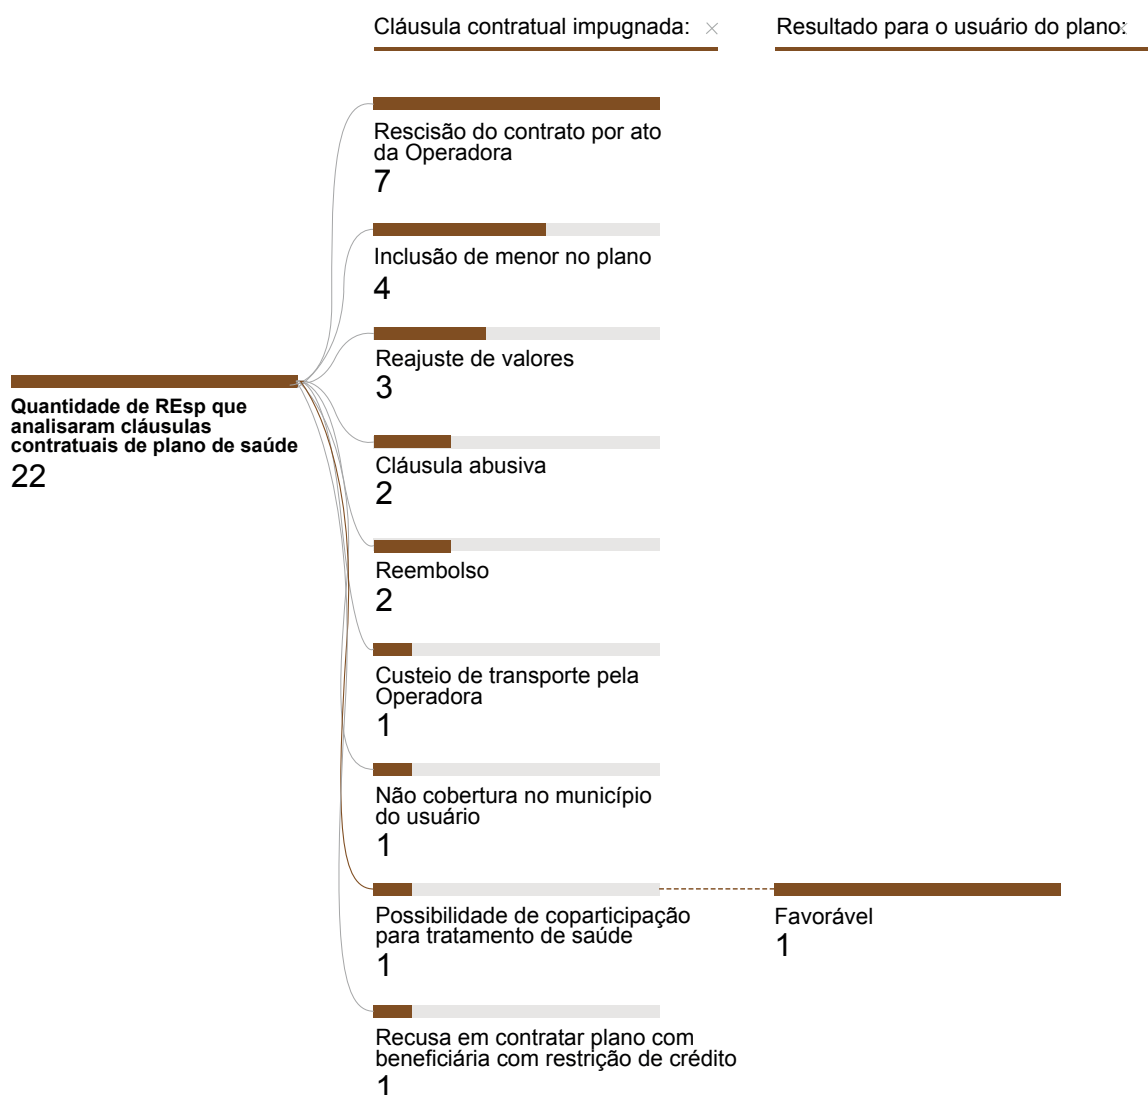 Cláusula contratual impugnada:
Resultado para o usuário do plano:
Quantidade de REsp que
analisaram cláusulas
contratuais de plano de saúde
22
Rescisão do contrato por ato
da Operadora
7
Inclusão de menor no plano
4
Reajuste de valores
3
Cláusula abusiva
2
Reembolso
2
Custeio de transporte pela
Operadora
1
Não cobertura no município
do usuário
1
Possibilidade de coparticipação
para tratamento de saúde
1
Favorável
1
Recusa em contratar plano com
beneficiária com restrição de crédito
1